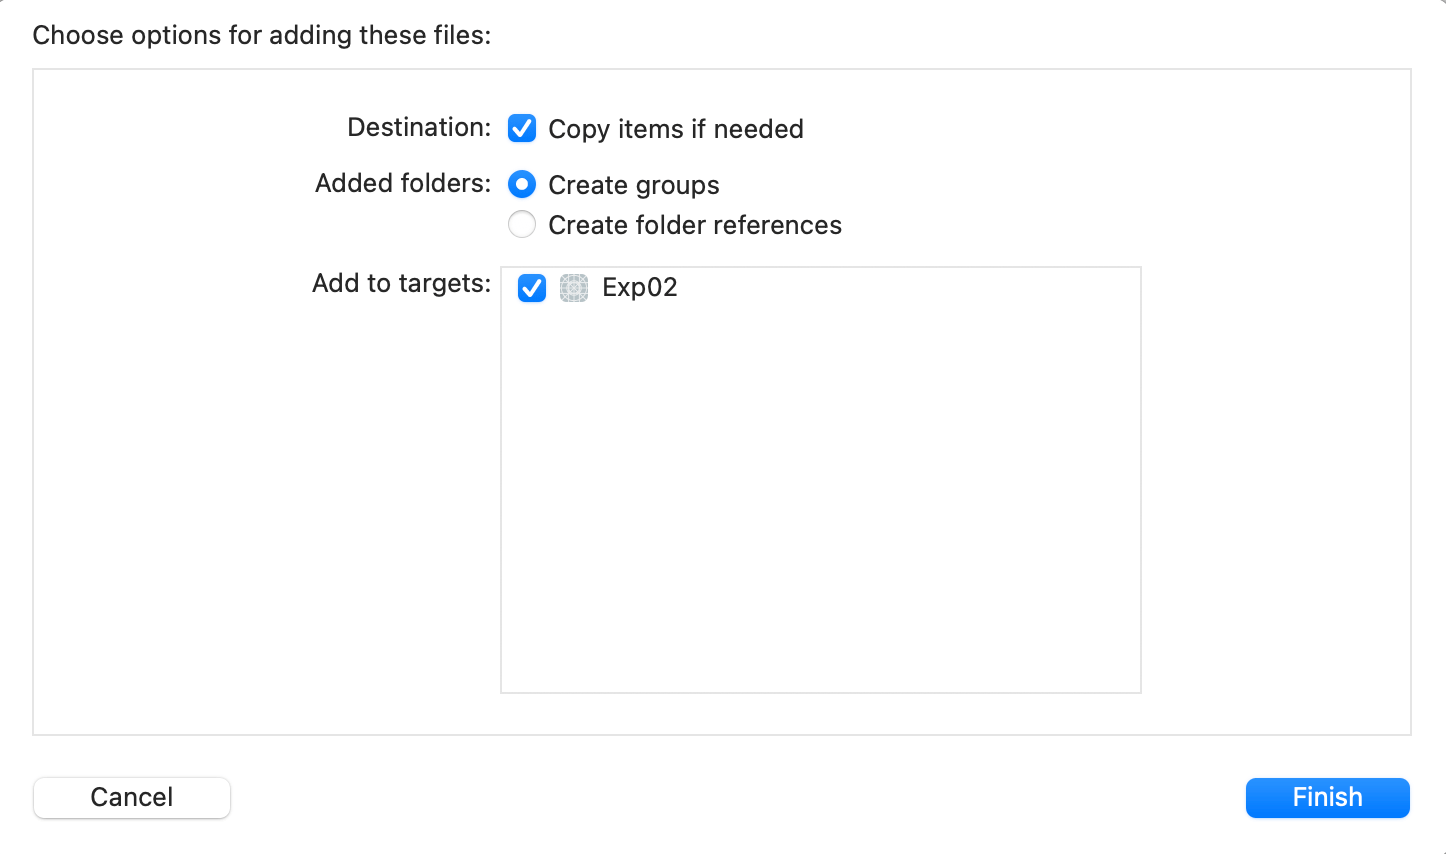 Choose options for adding these files:
Destination: Copy items if needed
Added folders: Create groups
Create folder references
Add to targets: Exp02
Cancel Finish